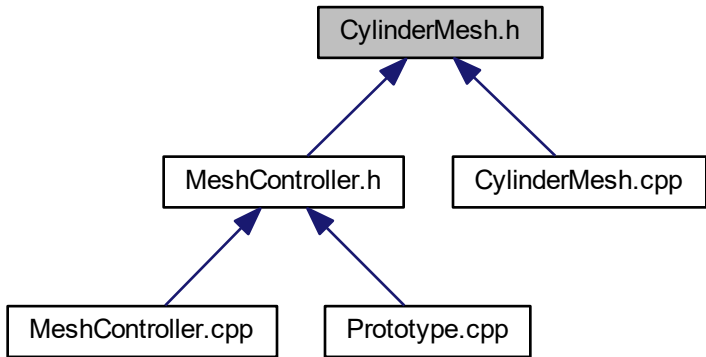 CylinderMesh.h
MeshController.h
CylinderMesh.cpp
MeshController.cpp
Prototype.cpp